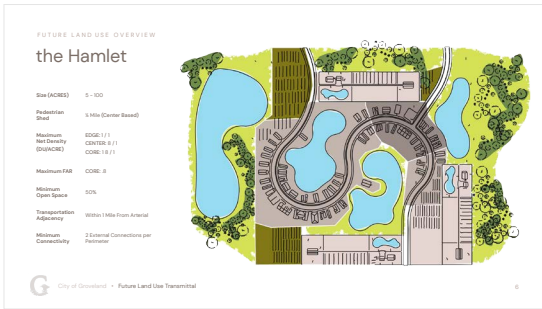 FUTURE LAND USE OVERVIEW
the Hamlet
Size (ACRES) 5 - 100
Pedestrian
Shed
¼ Mile (Center Based)
Maximum
Net Density
(DU/ACRE)
EDGE: 1 / 1
CENTER: 8 / 1
CORE: 18 / 1
Maximum FAR CORE: .8
Minimum
Open Space
50%
Transportation
Adjacency
Within 1 Mile From Arterial
Minimum
Connectivity
3 External Connections per
Perimeter
G City of Groveland • Future Land Use Transmittal
6